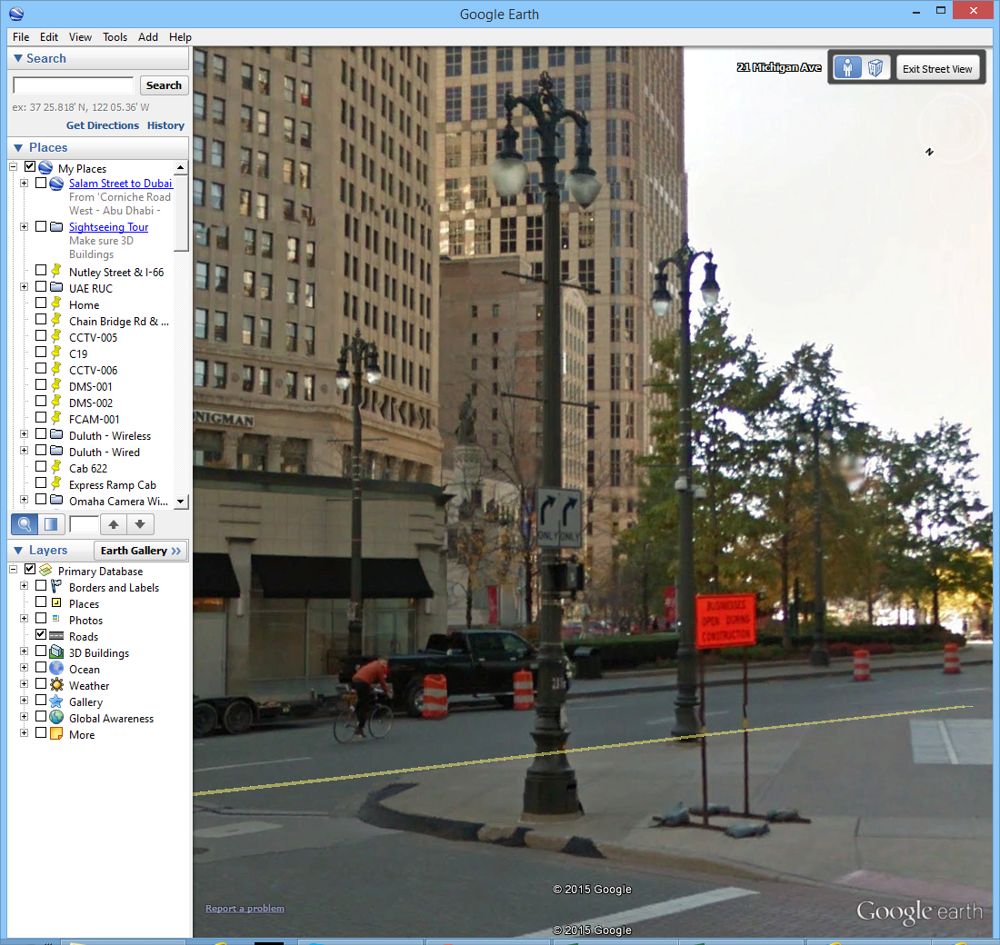 Google Earth
File Edit View Tools Add Help
Search
Search
ex: 37 25.818' N, 122 05.36' W
Get Directions History
Places
My Places
Salam Street to Dubai
From 'Corniche Road
West - Abu Dhabi -
Sightseeing Tour
Make sure 3D
Buildings
Nutley Street & I-66
UAE RUC
Home
Chain Bridge Rd & ...
CCTV-005
C19
CCTV-006
DMS-001
DMS-002
FCAM-001
Duluth - Wireless
Duluth - Wired
Cab 622
Express Ramp Cab
Omaha Camera Wi...
Layers
Earth Gallery >>
Primary Database
Borders and Labels
Places
Photos
Roads
3D Buildings
Ocean
Weather
Gallery
Global Awareness
More
21 Michigan Ave
Exit Street View
N
ONIGMAN
ONLY ONLY
BUSINESSES
OPEN DURING
CONSTRUCTION
© 2015 Google
Report a problem
Google earth
© 2015 Google